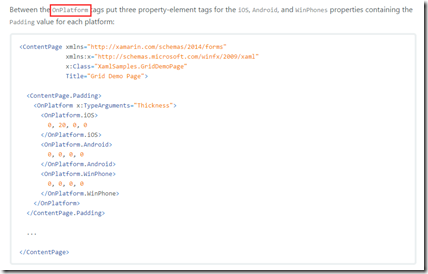 Between the OnPlatform tags put three property-element tags for the iOS, Android, and WinPhones properties containing the
Padding value for each platform:
<ContentPage xmlns="http://xamarin.com/schemas/2014/forms"
xmlns:x="http://schemas.microsoft.com/winfx/2009/xaml"
x:Class="XamlSamples.GridDemoPage"
Title="Grid Demo Page">
<ContentPage.Padding>
<OnPlatform x:TypeArguments="Thickness">
<OnPlatform.iOS>
0, 20, 0, 0
</OnPlatform.iOS>
<OnPlatform.Android>
0, 0, 0, 0
</OnPlatform.Android>
<OnPlatform.WinPhone>
0, 0, 0, 0
</OnPlatform.WinPhone>
</OnPlatform>
</ContentPage.Padding>
...
</ContentPage>